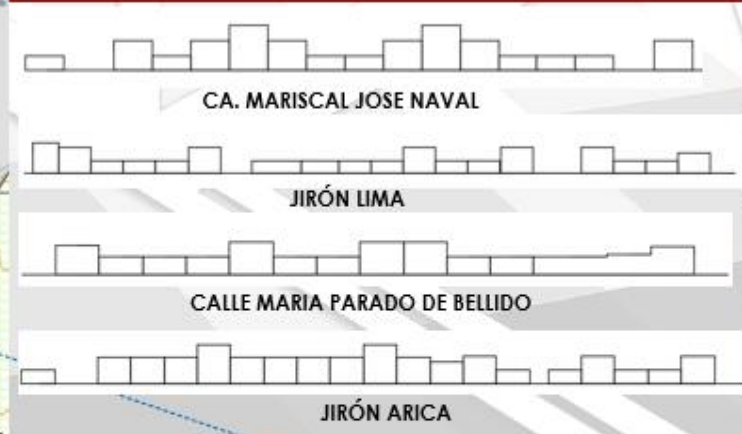 CA. MARISCAL JOSE NAVAL
JIRÓN LIMA
CALLE MARIA PARADO DE BELLIDO
JIRÓN ARICA